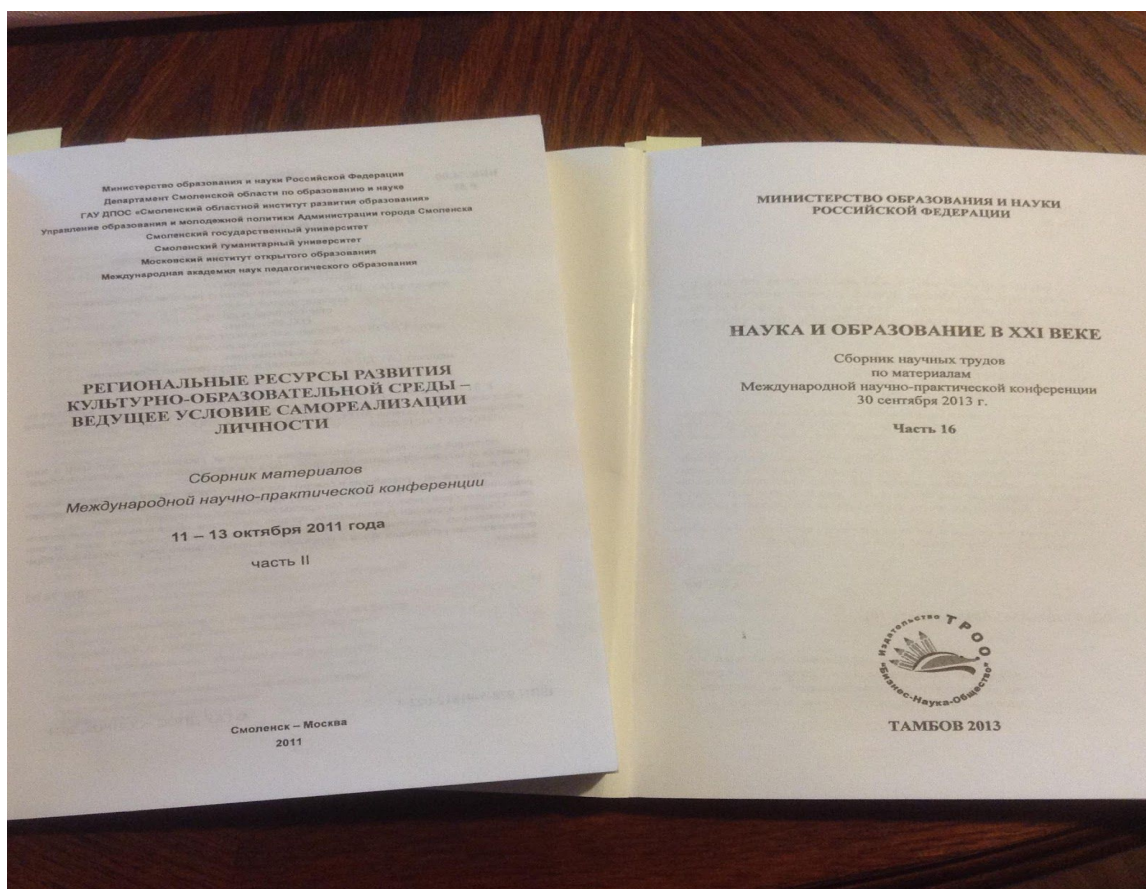 Министерство образования и науки Российской Федерации
Департамент Смоленской области по образованию и науке
ГАУ ДПОС «Смоленский областной институт развития образования»
Управление образования и молодежной политики Администрации города Смоленска
Смоленский государственный университет
Смоленский гуманитарный университет
Московский институт открытого образования
Международная академия наук педагогического образования
РЕГИОНАЛЬНЫЕ РЕСУРСЫ РАЗВИТИЯ
КУЛЬТУРНО-ОБРАЗОВАТЕЛЬНОЙ СРЕДЫ –
ВЕДУЩЕЕ УСЛОВИЕ САМОРЕАЛИЗАЦИИ
ЛИЧНОСТИ
Сборник материалов
Международной научно-практической конференции
11 – 13 октября 2011 года
часть II
Смоленск – Москва
2011
МИНИСТЕРСТВО ОБРАЗОВАНИЯ И НАУКИ
РОССИЙСКОЙ ФЕДЕРАЦИИ
НАУКА И ОБРАЗОВАНИЕ В XXI ВЕКЕ
Сборник научных трудов
по материалам
Международной научно-практической конференции
30 сентября 2013 г.
Часть 16
Издательство ТРОО
"Бизнес-Наука-Общество"
ТАМБОВ 2013